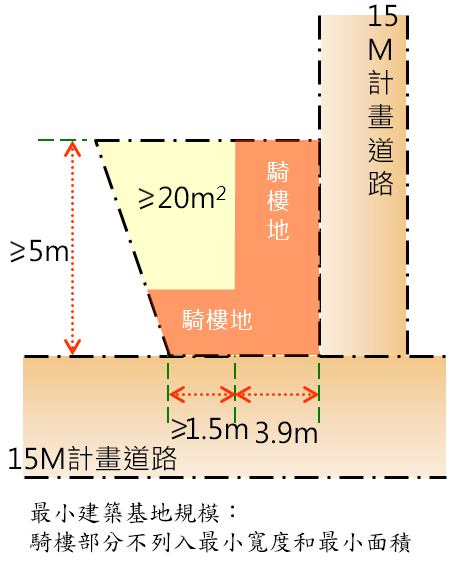 15
M
計
畫
道
路
騎
樓
地
≥20m²
≥5m
騎樓地
≥1.5m
3.9m
15M計畫道路
最小建築基地規模：
騎樓部分不列入最小寬度和最小面積